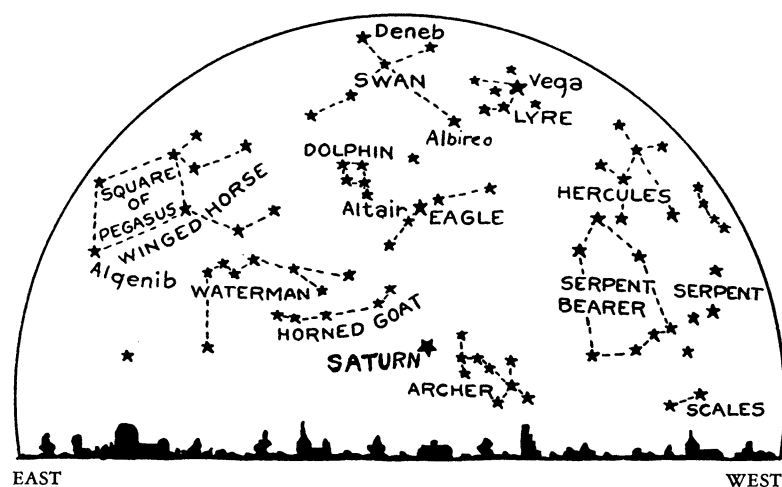 Deneb
SWAN
Vega
LYRE
Albireo
DOLPHIN
SQUARE
OF
PEGASUS
WINGED HORSE
Altair
EAGLE
HERCULES
Algenib
WATERMAN
HORNED GOAT
SERPENT
BEARER
SERPENT
SATURN
ARCHER
SCALES
EAST
WEST